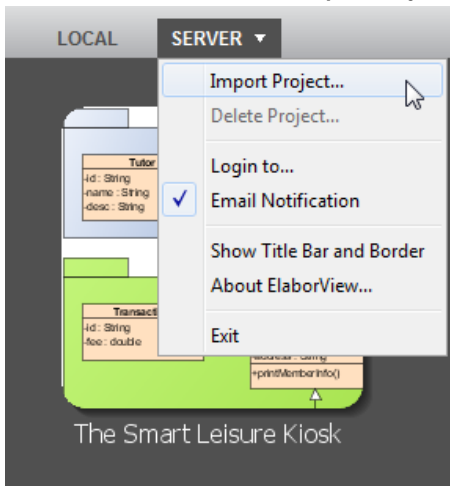 LOCAL SERVER
Import Project...
Delete Project...
Login to...
Email Notification
Show Title Bar and Border
About ElaborView...
Exit
Tutor
-id : String
-name : String
-desc : String
-id : String
-fee : double
+printMemberInfo()
The Smart Leisure Kiosk